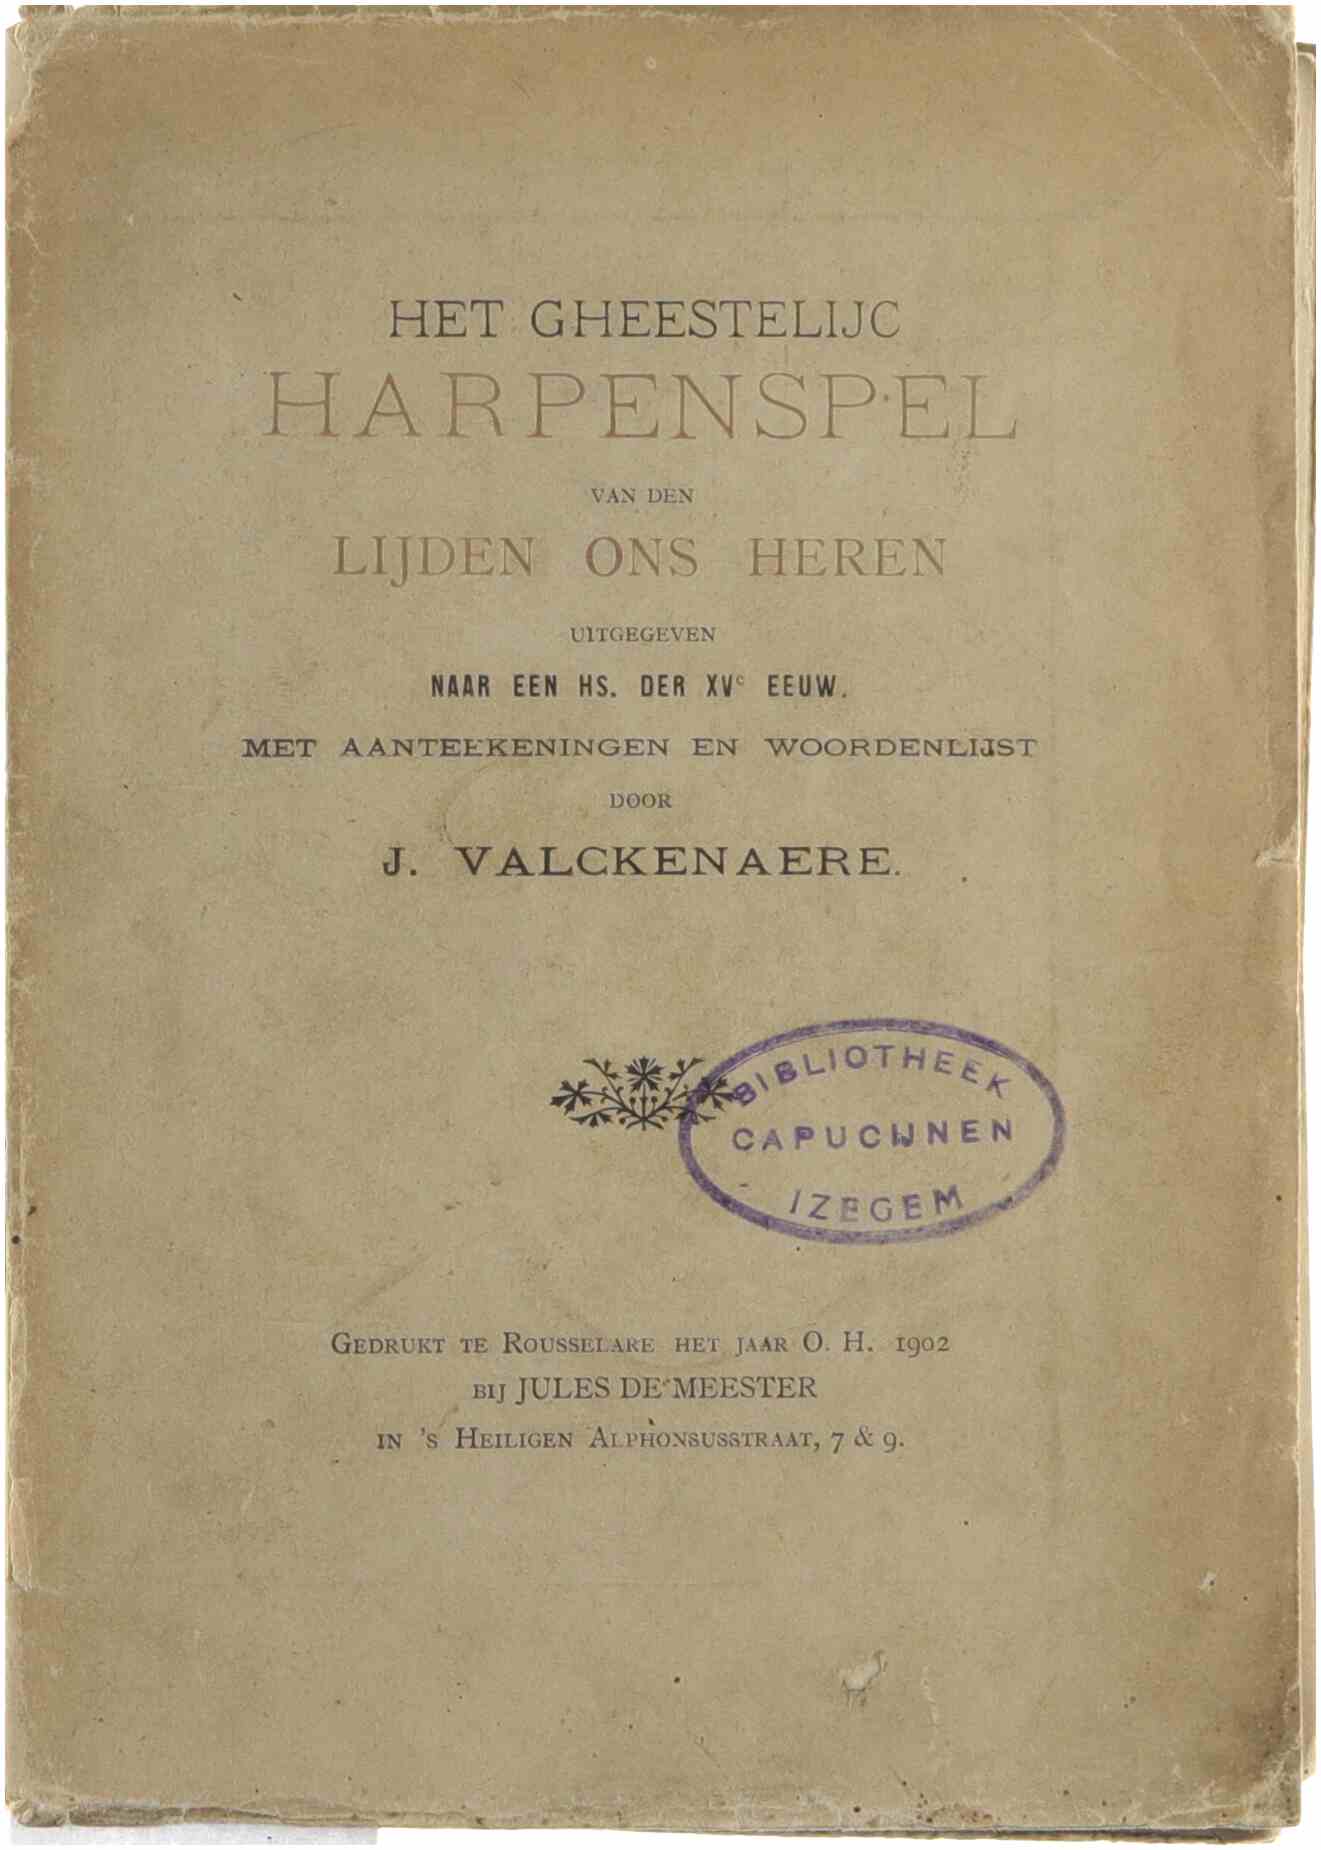 HET GHEESTELIJC
HARPENSPEL
VAN DEN
LIJDEN ONS HEREN
UITGEGEVEN
NAAR EEN HS. DER XVe EEUW.
MET AANTEEKENINGEN EN WOORDENLIJST
DOOR
J. VALCKENAERE.
BIBLIOTHEEK
CAPUCIJNEN
IZEGEM
GEDRUKT TE ROUSSELARE HET JAAR O. H. 1902
BIJ JULES DE MEESTER
IN 'S HEILIGEN ALPHONSUSSTRAAT, 7 & 9.